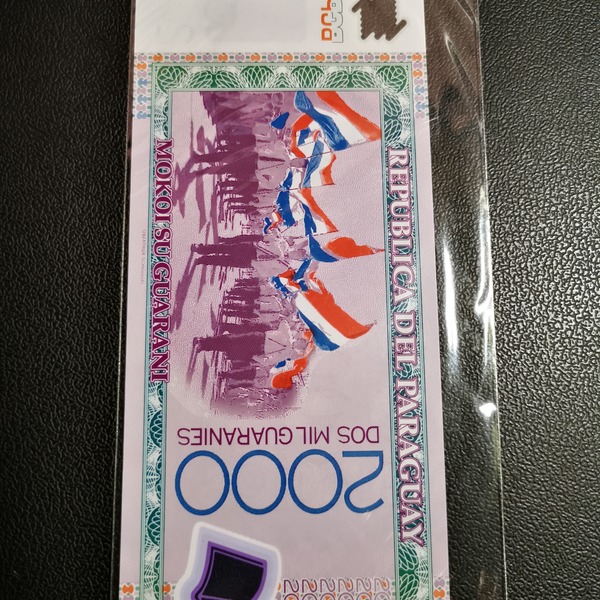 REPUBLICA DEL PARAGUAY
MOKOI SU GUARANI
DOS MIL GUARANIES
2000